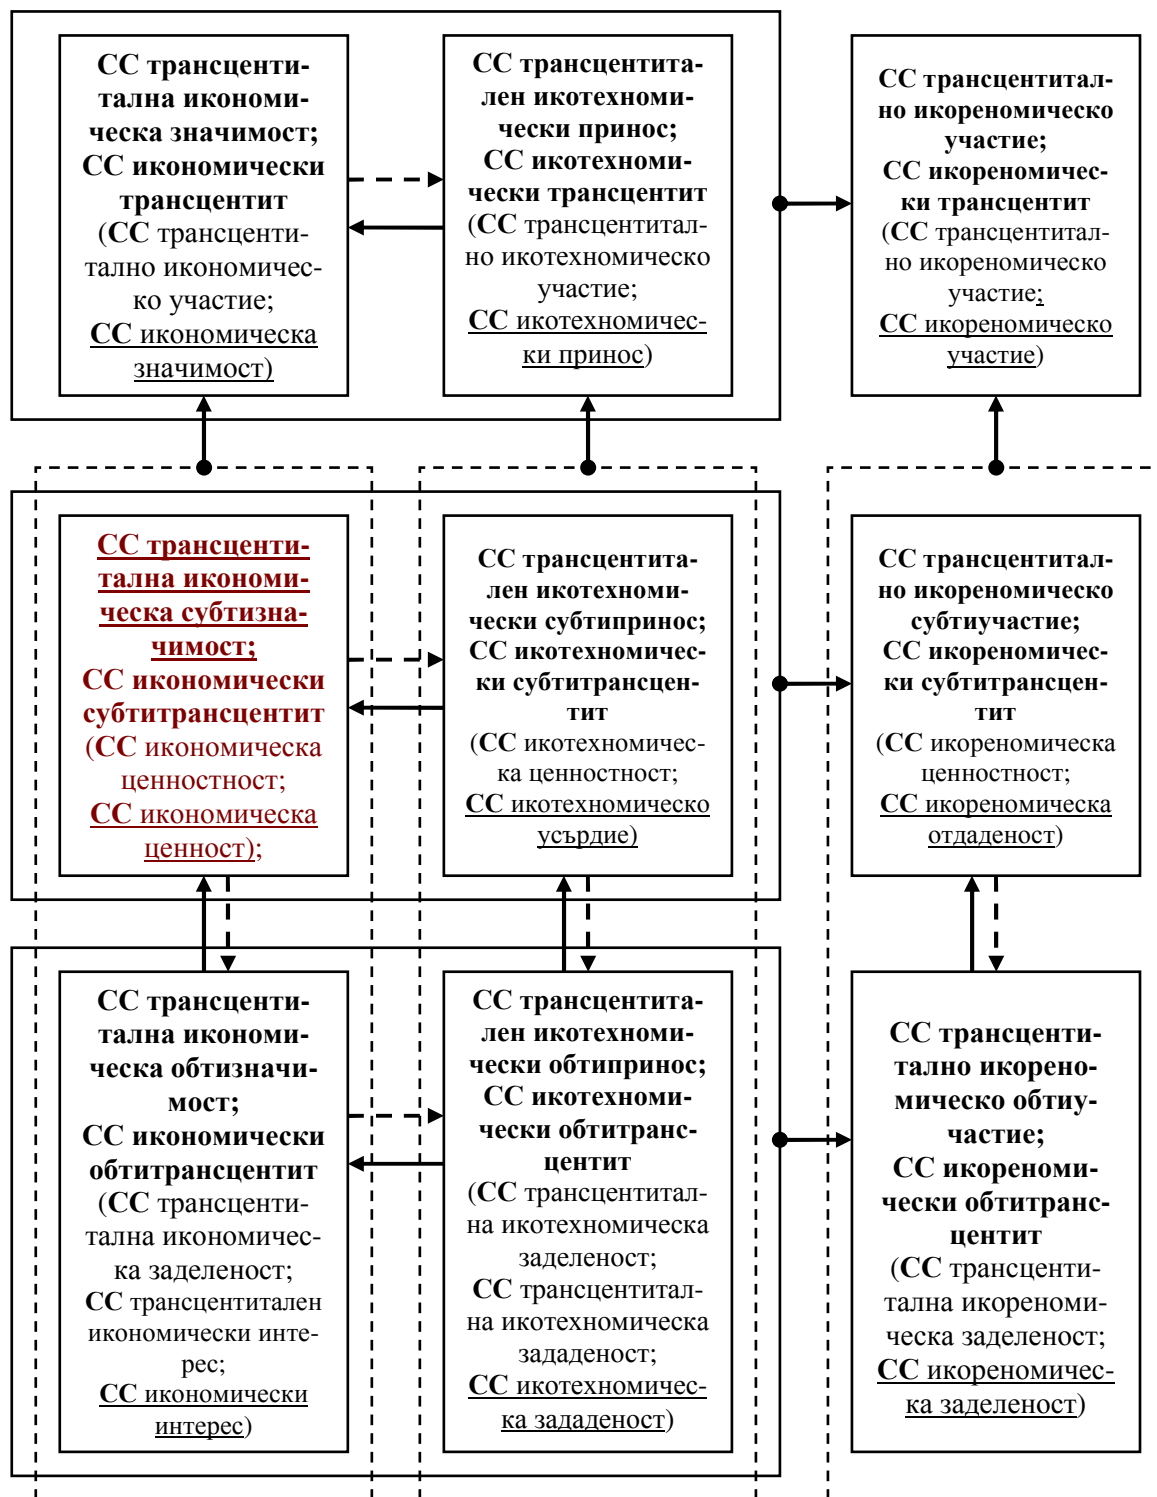 СС трансценти-
тална икономи-
ческа значимост;
СС икономически
трансцентит
(СС трансценти-
тално икономичес-
ко участие;
СС икономическа
значимост)
СС трансцентита-
лен икотехноми-
чески принос;
СС икотехноми-
чески трансцентит
(СС трансцентитал-
но икотехномическо
участие;
СС икотехномичес-
ки принос)
СС трансцентитал-
но икореномическо
участие;
СС икореномичес-
ки трансцентит
(СС трансцентитал-
но икореномическо
участие;
СС икореномическо
участие)
СС трансценти-
тална икономи-
ческа субтизна-
чимост;
СС икономически
субтитрансцентит
(СС икономическа
ценностност;
СС икономическа
ценност);
СС трансцентита-
лен икотехноми-
чески субтипринос;
СС икотехномичес-
ки субтитрансцен-
тит
(СС икотехномичес-
ка ценностност;
СС икотехномическо
усърдие)
СС трансцентитал-
но икореномическо
субтиучастие;
СС икореномичес-
ки субтитрансцен-
тит
(СС икореномическа
ценностност;
СС икореномическа
отдаденост)
СС трансценти-
тална икономи-
ческа обтизначи-
мост;
СС икономически
обтитрансцентит
(СС трансценти-
тална икономичес-
ка заделеност;
СС трансцентитален
икономически инте-
рес;
СС икономически
интерес)
СС трансцентита-
лен икотехноми-
чески обтипринос;
СС икотехноми-
чески обтитранс-
центит
(СС трансцентитал-
на икотехномическа
заделеност;
СС трансцентитал-
на икотехномическа
зададеност;
СС икотехномичес-
ка зададеност)
СС трансценти-
тално икорено-
мическо обтиу-
частие;
СС икореноми-
чески обтитранс-
центит
(СС трансценти-
тална икореноми-
ческа заделеност;
СС икореномичес-
ка заделеност)